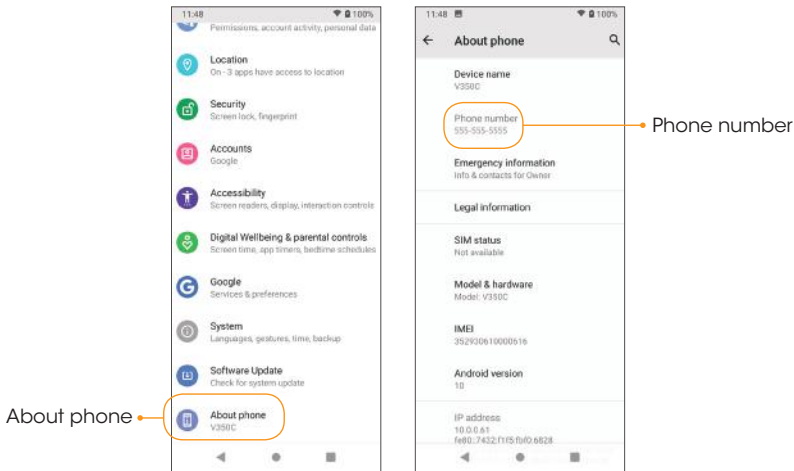 11:48
100%
Permissions, account activity, personal data
Location
On - 3 apps have access to location
Security
Screen lock, fingerprint
Accounts
Google
Accessibility
Screen readers, display, interaction controls
Digital Wellbeing & parental controls
Screen time, app timers, bedtime schedules
Google
Services & preferences
System
Languages, gestures, time, backup
Software Update
Check for system update
About phone
V350C
About phone
11:48
100%
About phone
Device name
V350C
Phone number
555-555-5555
Phone number
Emergency information
Info & contacts for Owner
Legal information
SIM status
Not available
Model & hardware
Model: V350C
IMEI
352930610000616
Android version
10
IP address
10.0.0.61
fe80::7432:f1f5:fbf0:6828